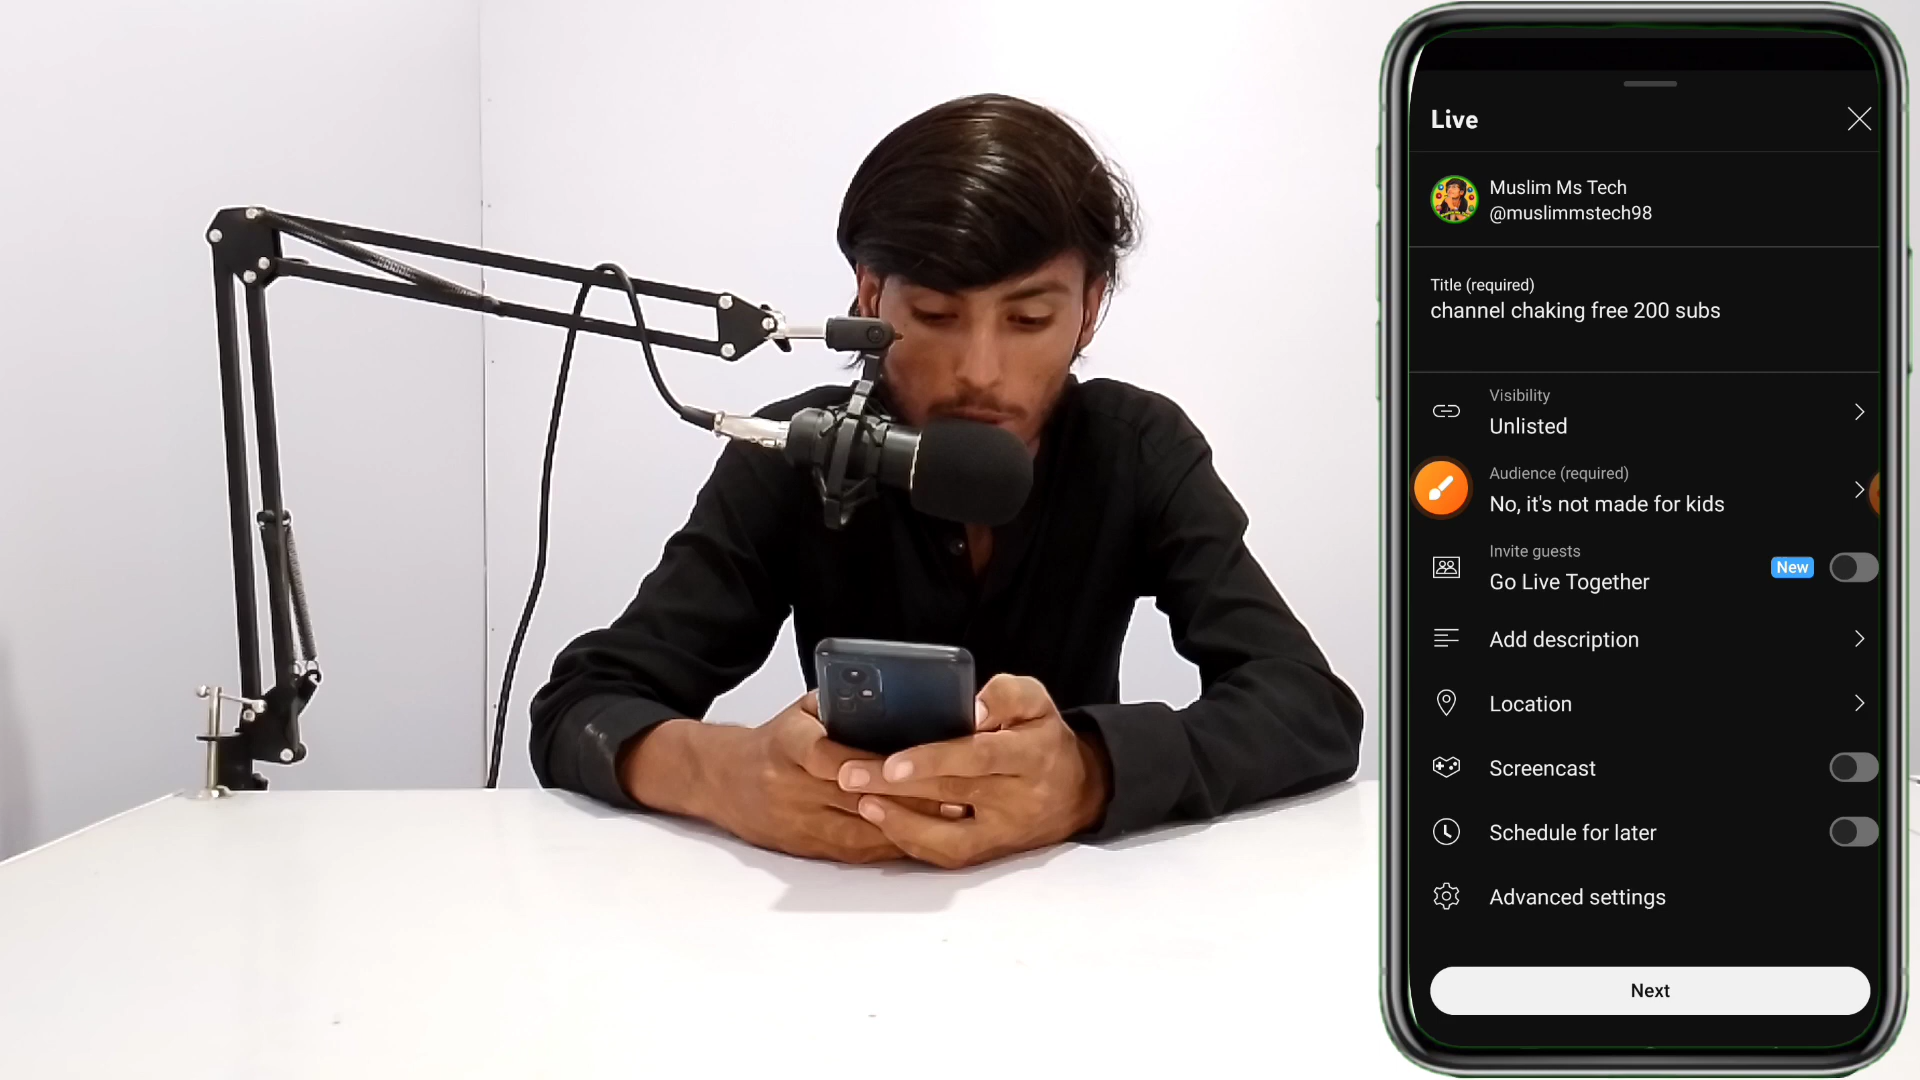 Live
Muslim Ms Tech
@muslimmstech98
Title (required)
channel chaking free 200 subs
Visibility
Unlisted
Audience (required)
No, it's not made for kids
Invite guests
Go Live Together
New
Add description
Location
Screencast
Schedule for later
Advanced settings
Next